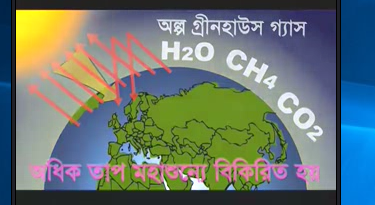 অল্প গ্রীনহাউস গ্যাস
H2O CH4 CO2
অধিক তাপ মহাশুন্যে বিকিরিত হয়